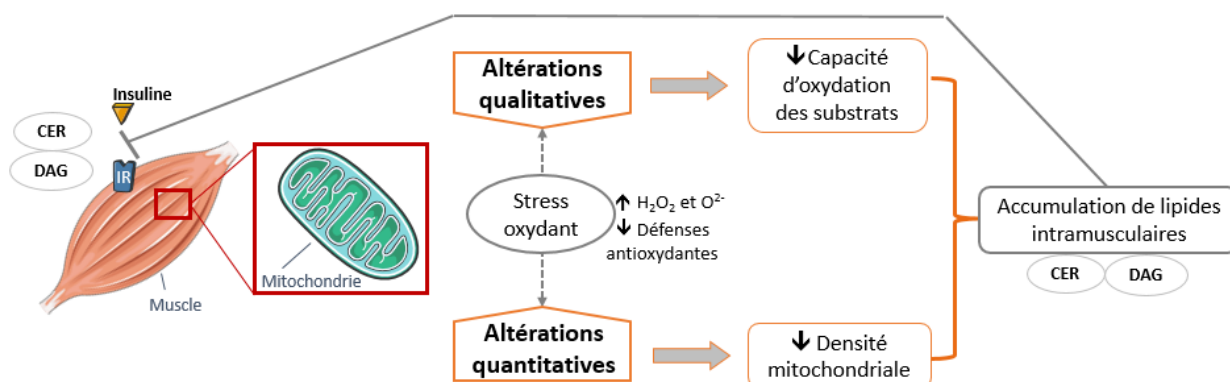 Insuline
CER
DAG
IR
Muscle
Mitochondrie
Altérations
qualitatives
Stress
oxydant
↑ H₂O₂ et O²⁻
↓ Défenses
antioxydantes
Altérations
quantitatives
↓ Capacité
d'oxydation
des substrats
↓ Densité
mitochondriale
Accumulation de lipides
intramusculaires
CER
DAG